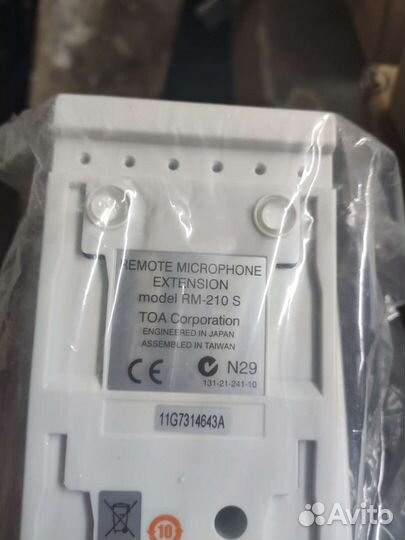 REMOTE MICROPHONE
EXTENSION
model RM-210 S
TOA Corporation
ENGINEERED IN JAPAN
ASSEMBLED IN TAIWAN
CE N29
131-21-241-10
11G7314643A
10
Avito